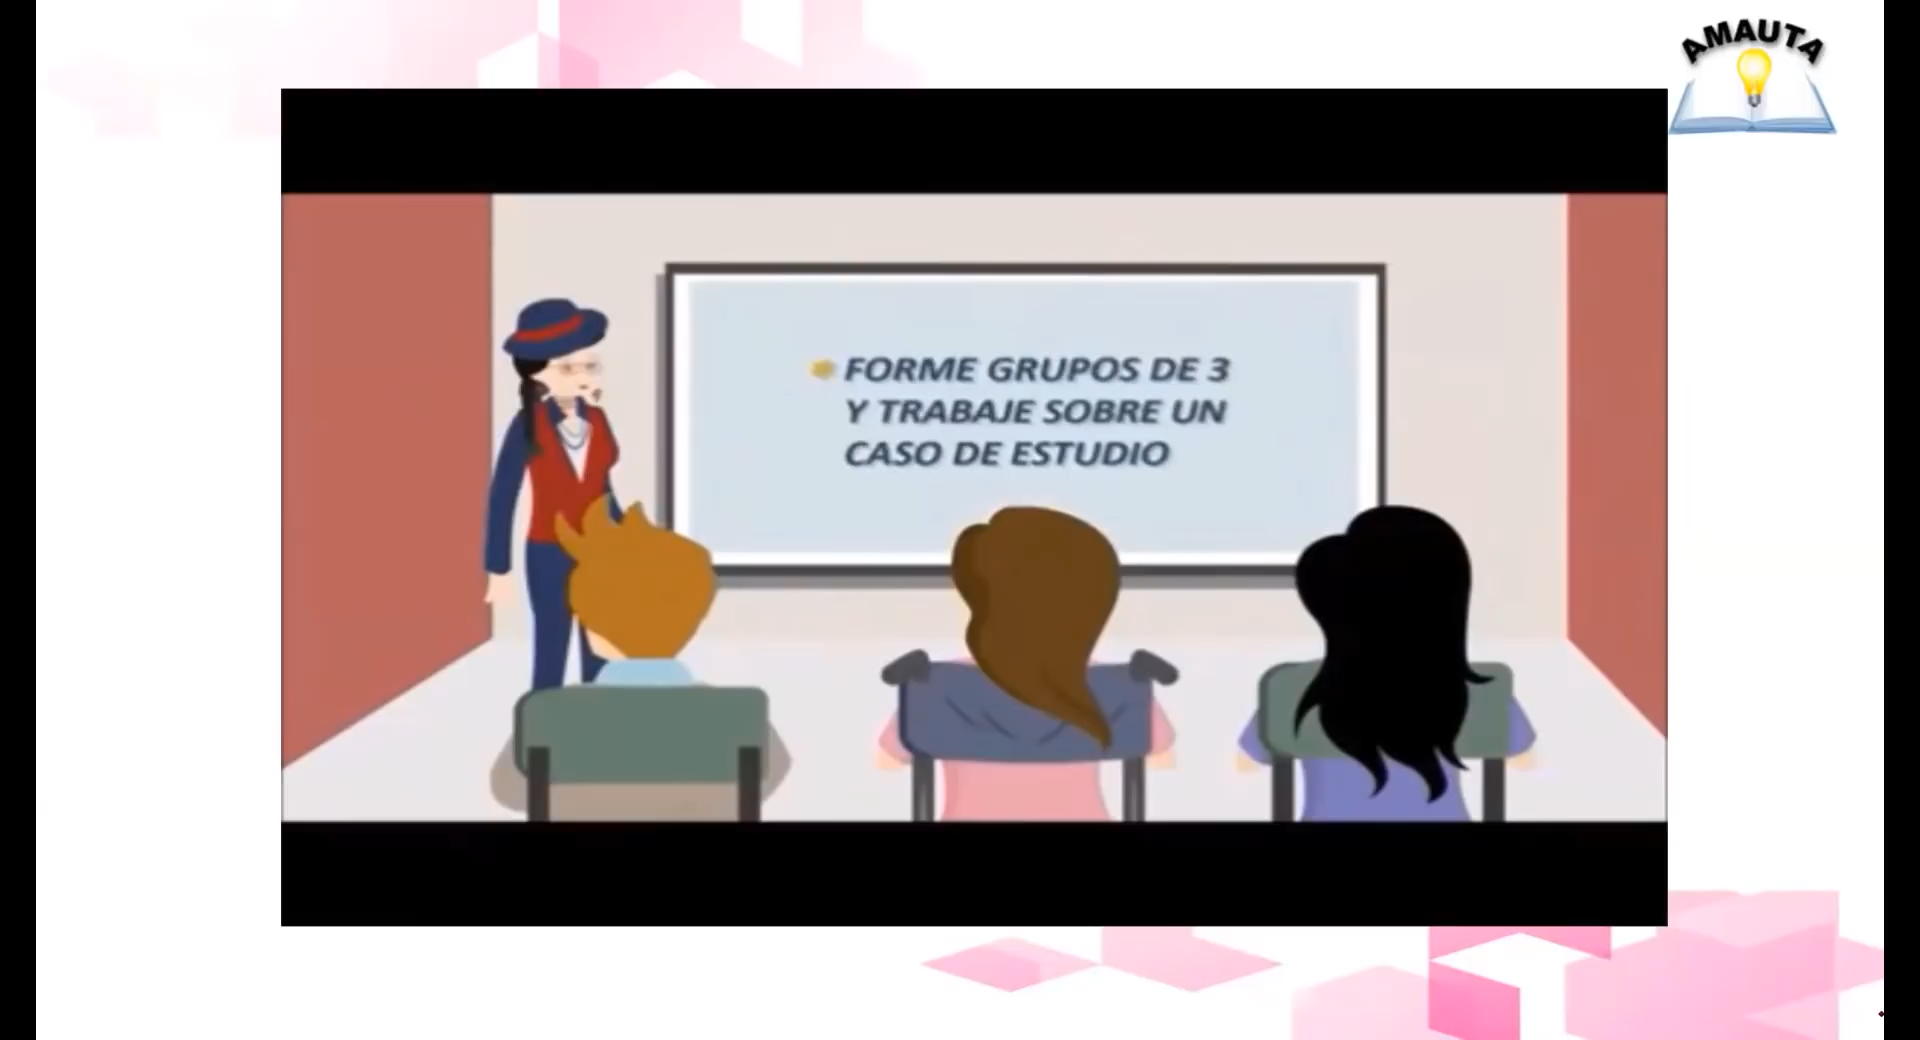 AMAUTA
FORME GRUPOS DE 3
Y TRABAJE SOBRE UN
CASO DE ESTUDIO